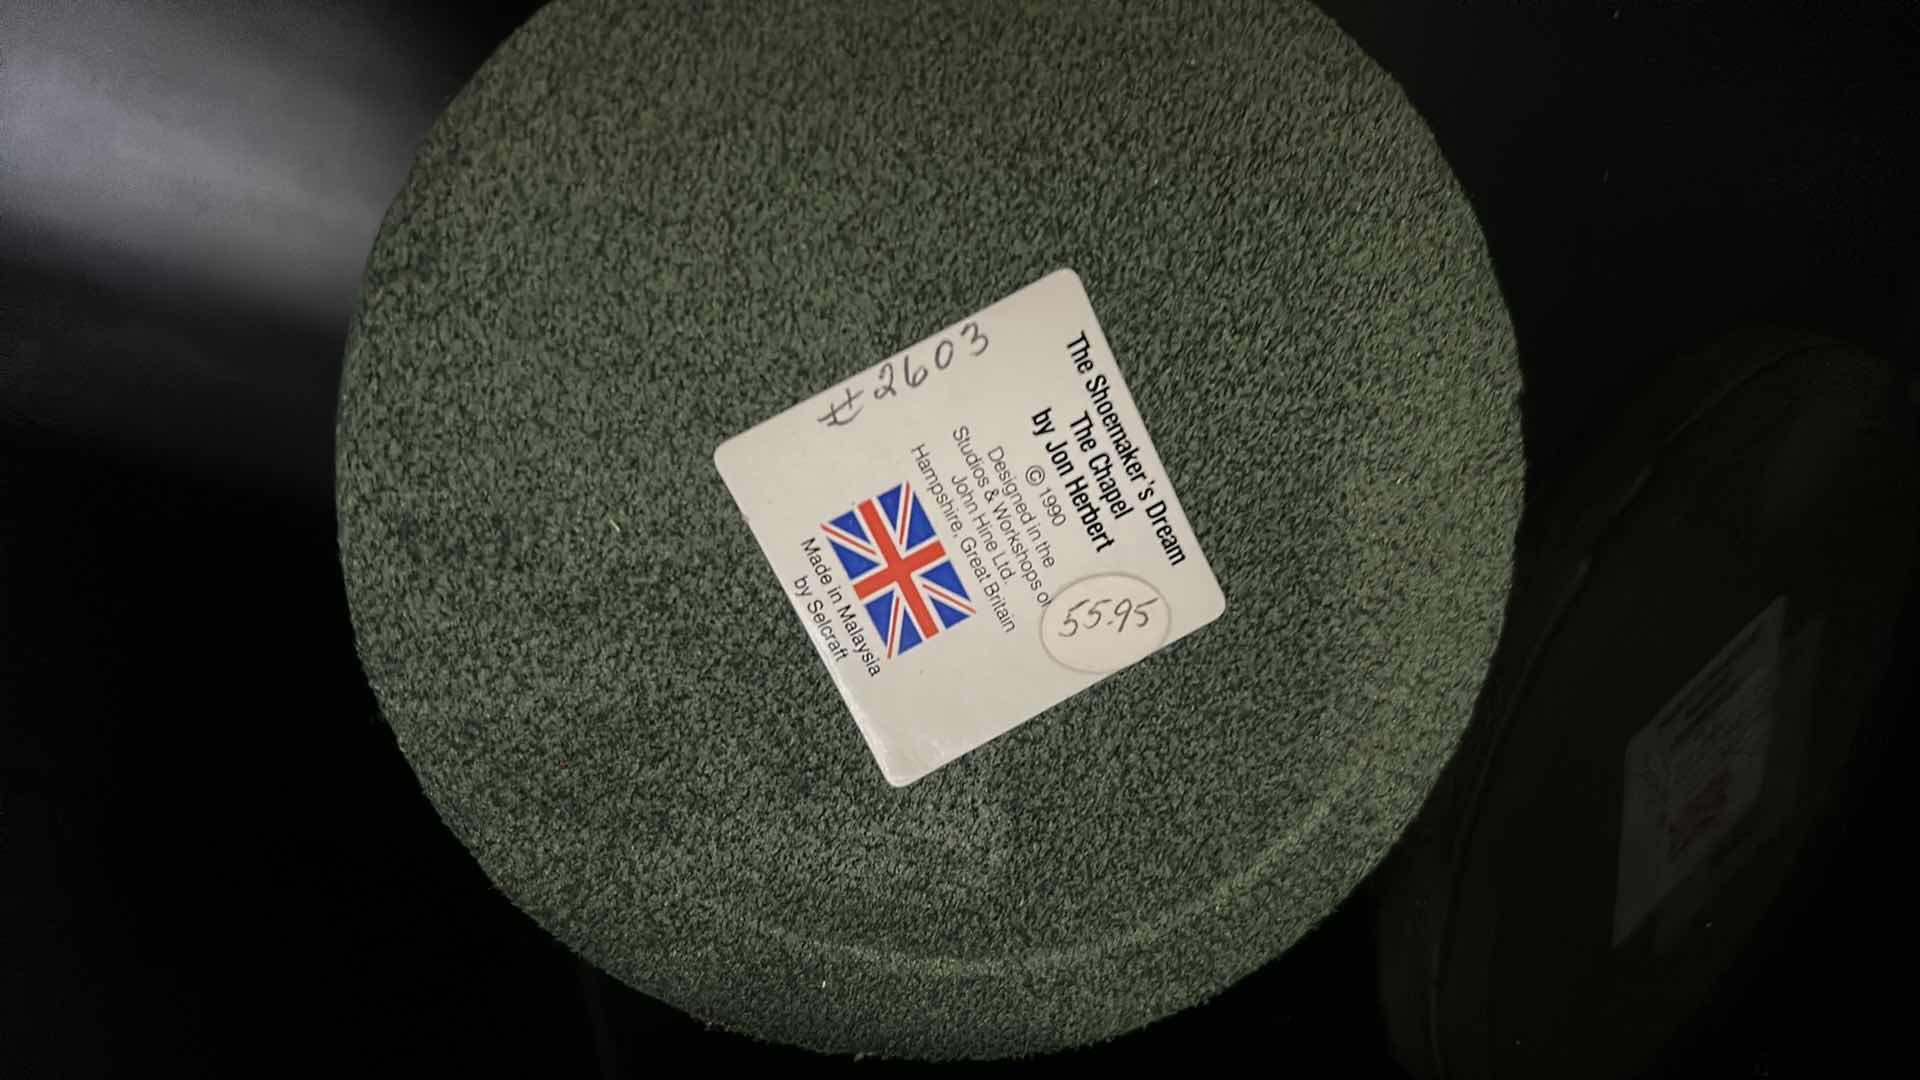 The Shoemaker's Dream
The Chapel
by Jon Herbert
© 1990
Designed in the
Studios & Workshops of
John Hine Ltd.
Hampshire, Great Britain
Made in Malaysia
by Selcraft
#2603
55.95